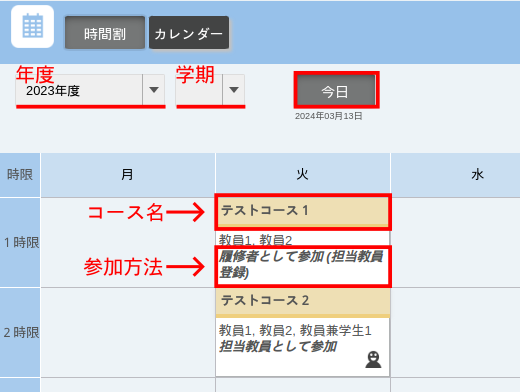 時間割
カレンダー
年度
学期
2023年度
今日
2024年03月13日
時限
月
火
水
コース名
テストコース 1
1 時限
教員1, 教員2
参加方法
履修者として参加 (担当教員
登録)
テストコース 2
2 時限
教員1, 教員2, 教員兼学生1
担当教員として参加